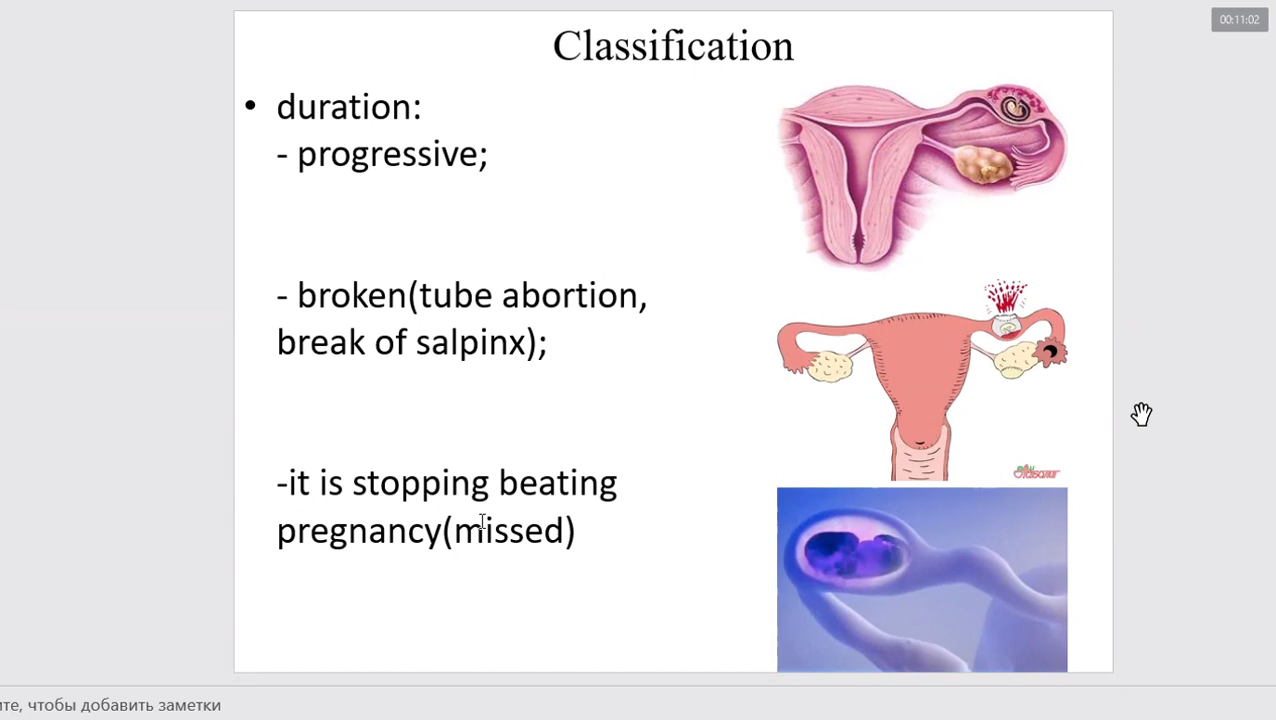 00:11:02
Classification
• duration:
- progressive;
- broken(tube abortion,
break of salpinx);
-it is stopping beating
pregnancy(missed)
те, чтобы добавить заметки